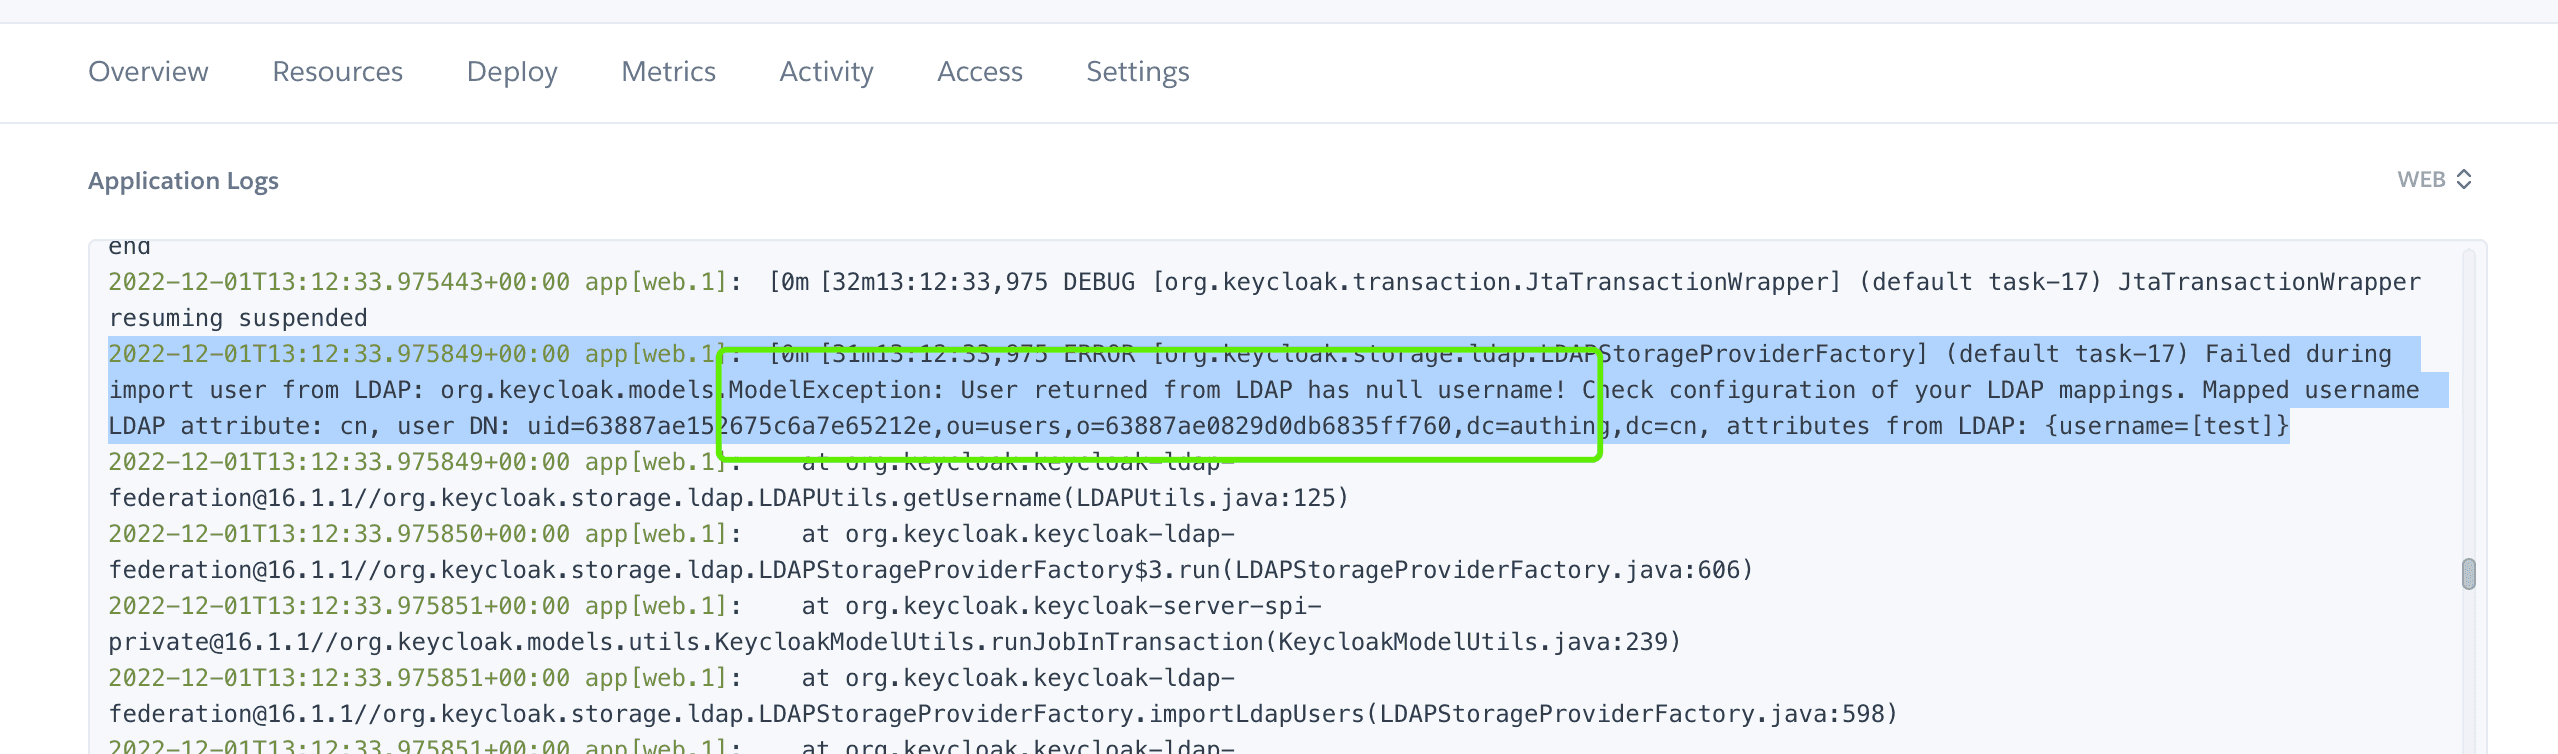 Overview Resources Deploy Metrics Activity Access Settings
Application Logs
WEB
end
2022-12-01T13:12:33.975443+00:00 app[web.1]: [0m [32m13:12:33,975 DEBUG [org.keycloak.transaction.JtaTransactionWrapper] (default task-17) JtaTransactionWrapper
resuming suspended
2022-12-01T13:12:33.975849+00:00 app[web.1]: [0m [31m13:12:33,975 ERROR [org.keycloak.storage.ldap.LDAPStorageProviderFactory] (default task-17) Failed during
import user from LDAP: org.keycloak.models.ModelException: User returned from LDAP has null username! Check configuration of your LDAP mappings. Mapped username
LDAP attribute: cn, user DN: uid=63887ae152675c6a7e65212e,ou=users,o=63887ae0829d0db6835ff760,dc=authing,dc=cn, attributes from LDAP: {username=[test]}
2022-12-01T13:12:33.975849+00:00 app[web.1]: at org.keycloak.keycloak-ldap-
federation@16.1.1//org.keycloak.storage.ldap.LDAPUtils.getUsername(LDAPUtils.java:125)
2022-12-01T13:12:33.975850+00:00 app[web.1]: at org.keycloak.keycloak-ldap-
federation@16.1.1//org.keycloak.storage.ldap.LDAPStorageProviderFactory$3.run(LDAPStorageProviderFactory.java:606)
2022-12-01T13:12:33.975851+00:00 app[web.1]: at org.keycloak.keycloak-server-spi-
private@16.1.1//org.keycloak.models.utils.KeycloakModelUtils.runJobInTransaction(KeycloakModelUtils.java:239)
2022-12-01T13:12:33.975851+00:00 app[web.1]: at org.keycloak.keycloak-ldap-
federation@16.1.1//org.keycloak.storage.ldap.LDAPStorageProviderFactory.importLdapUsers(LDAPStorageProviderFactory.java:598)
2022-12-01T13:12:33.975851+00:00 app[web.1]: at org.keycloak.keycloak-ldap-